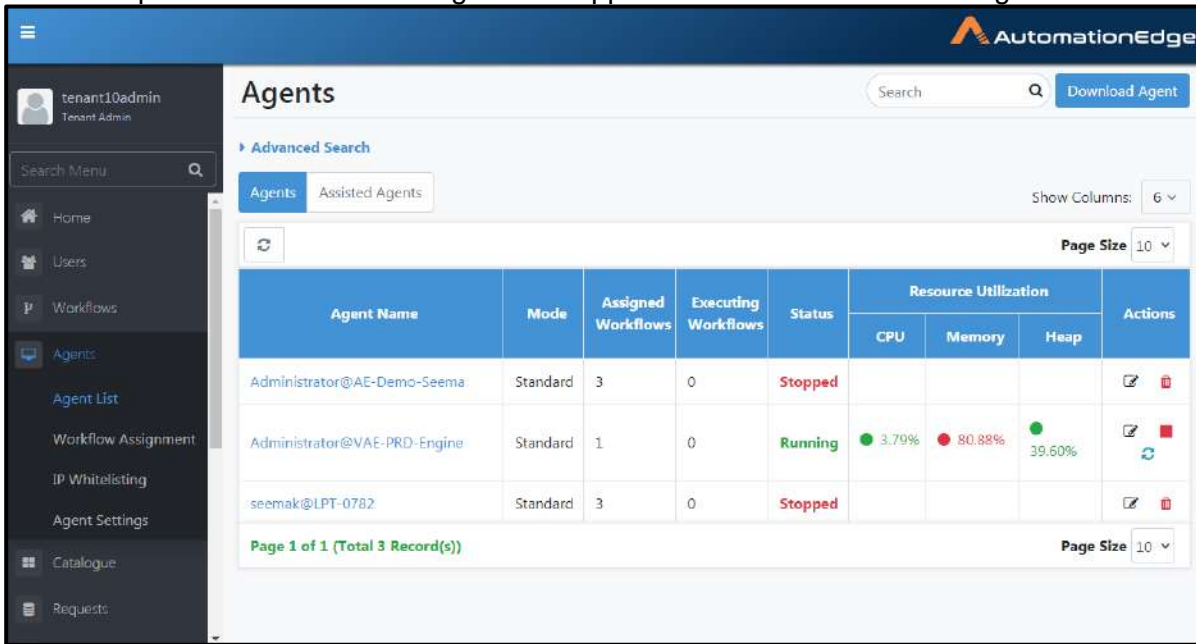 AutomationEdge
tenant10admin
Tenant Admin
Search Menu
Home
Users
Workflows
Agents
Agent List
Workflow Assignment
IP Whitelisting
Agent Settings
Catalogue
Requests
Agents
Search
Download Agent
Advanced Search
Agents Assisted Agents
Show Columns: 6
Page Size 10
Agent Name Mode Assigned Workflows Executing Workflows Status Resource Utilization Actions
CPU Memory Heap
Administrator@AE-Demo-Seema Standard 3 0 Stopped
Administrator@VAE-PRD-Engine Standard 1 0 Running 3.79% 80.88% 39.60%
seemak@LPT-0782 Standard 3 0 Stopped
Page 1 of 1 (Total 3 Record(s)) Page Size 10